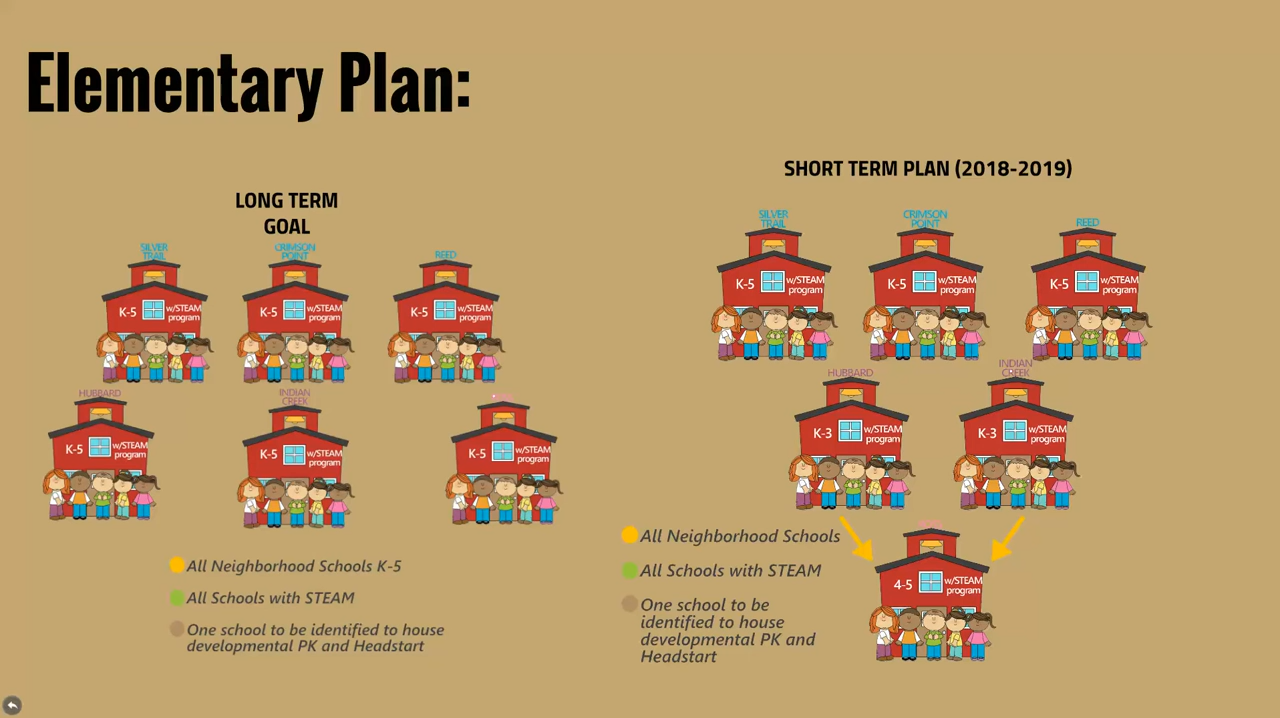 Elementary Plan:
LONG TERM
GOAL
SILVER
TRAIL
CRIMSON
POINT
REED
K-5
w/STEAM
program
K-5
w/STEAM
program
K-5
w/STEAM
program
HUBBARD
INDIAN
CREEK
K-5
w/STEAM
program
K-5
w/STEAM
program
K-5
w/STEAM
program
All Neighborhood Schools K-5
All Schools with STEAM
One school to be identified to house
developmental PK and Headstart
SHORT TERM PLAN (2018-2019)
SILVER
TRAIL
CRIMSON
POINT
REED
K-5
w/STEAM
program
K-5
w/STEAM
program
K-5
w/STEAM
program
HUBBARD
INDIAN
CREEK
K-3
w/STEAM
program
K-3
w/STEAM
program
4-5
w/STEAM
program
All Neighborhood Schools
All Schools with STEAM
One school to be
identified to house
developmental PK and
Headstart